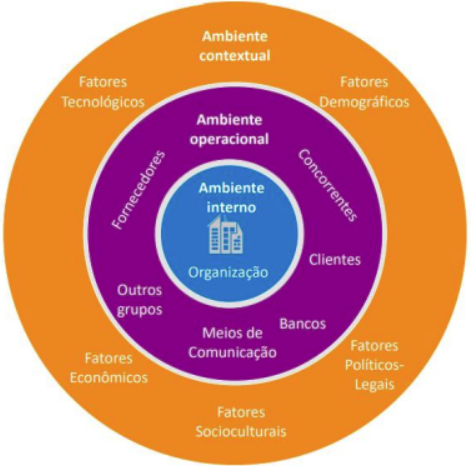 Ambiente
contextual
Fatores
Tecnológicos
Fatores
Demográficos
Ambiente
operacional
Fornecedores
Concorrentes
Ambiente
interno
Organização
Clientes
Outros
grupos
Bancos
Meios de
Comunicação
Fatores
Econômicos
Fatores
Políticos-
Legais
Fatores
Socioculturais